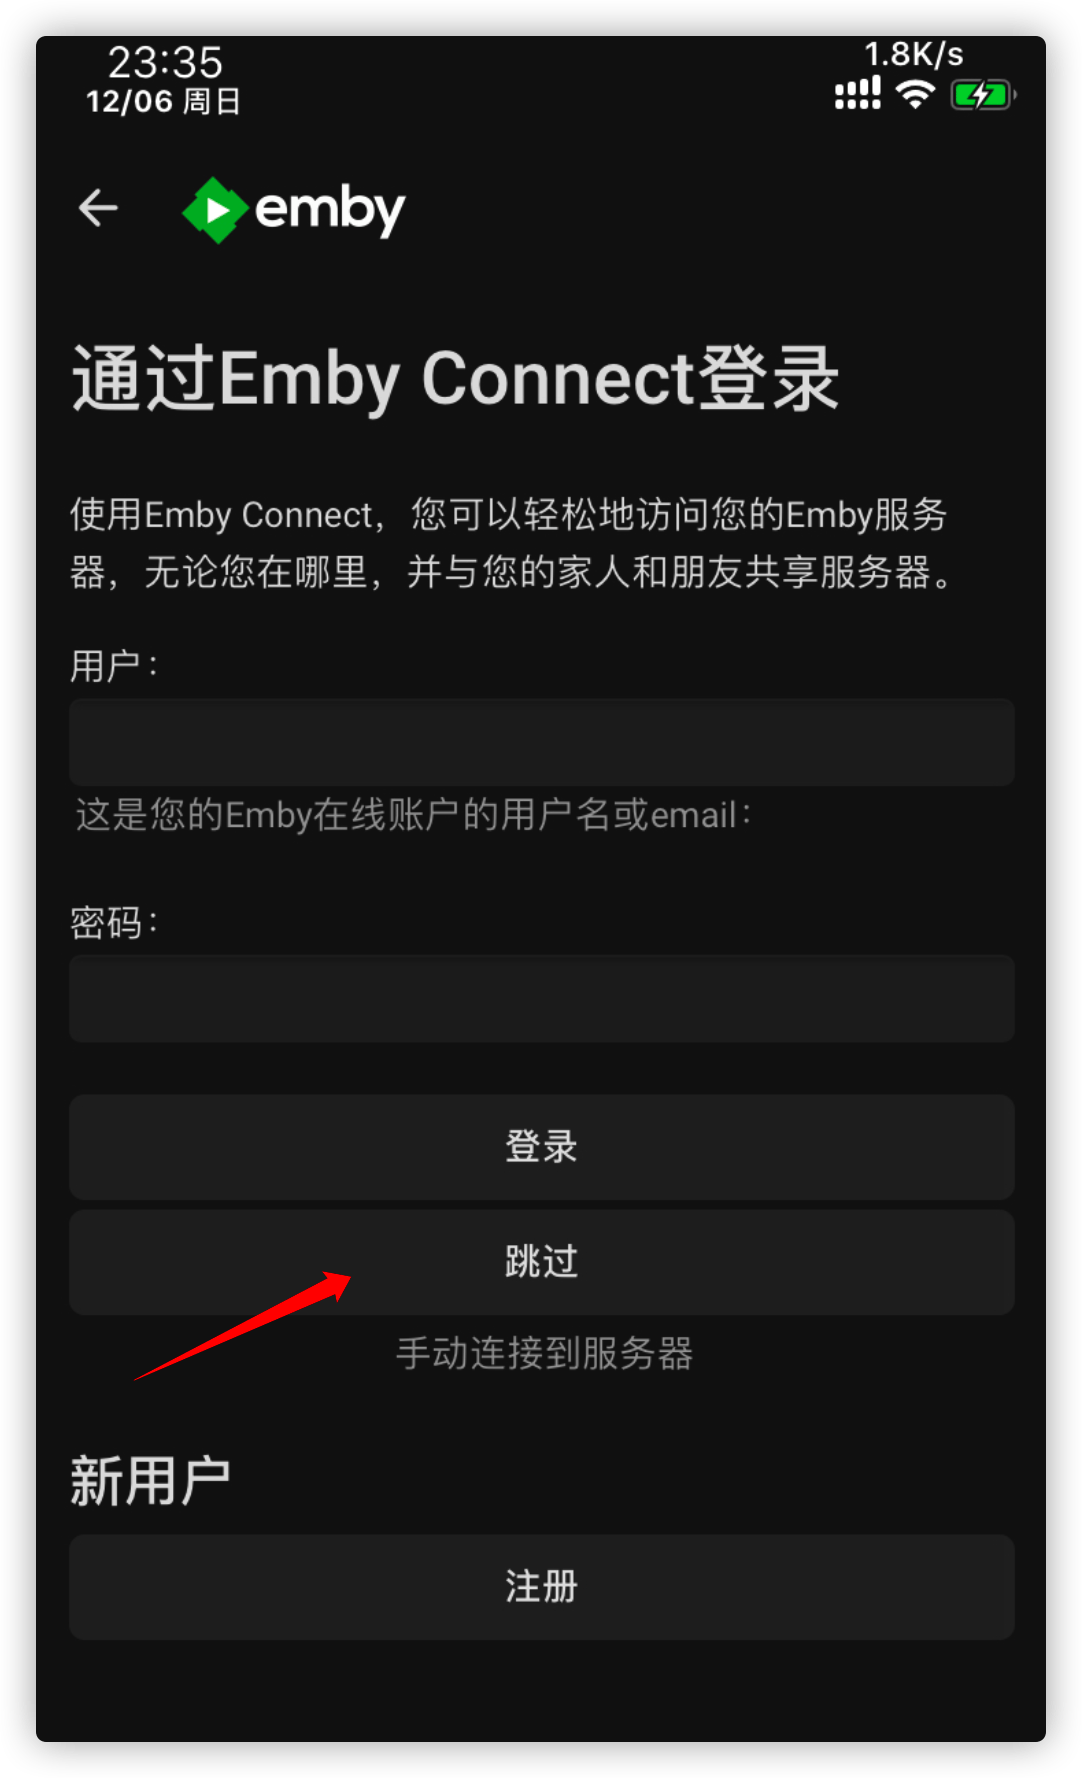 23:35
1.8K/s
12/06 周日
emby
通过Emby Connect登录
使用Emby Connect，您可以轻松地访问您的Emby服务
器，无论您在哪里，并与您的家人和朋友共享服务器。
用户：
这是您的Emby在线账户的用户名或email：
密码：
登录
跳过
手动连接到服务器
新用户
注册